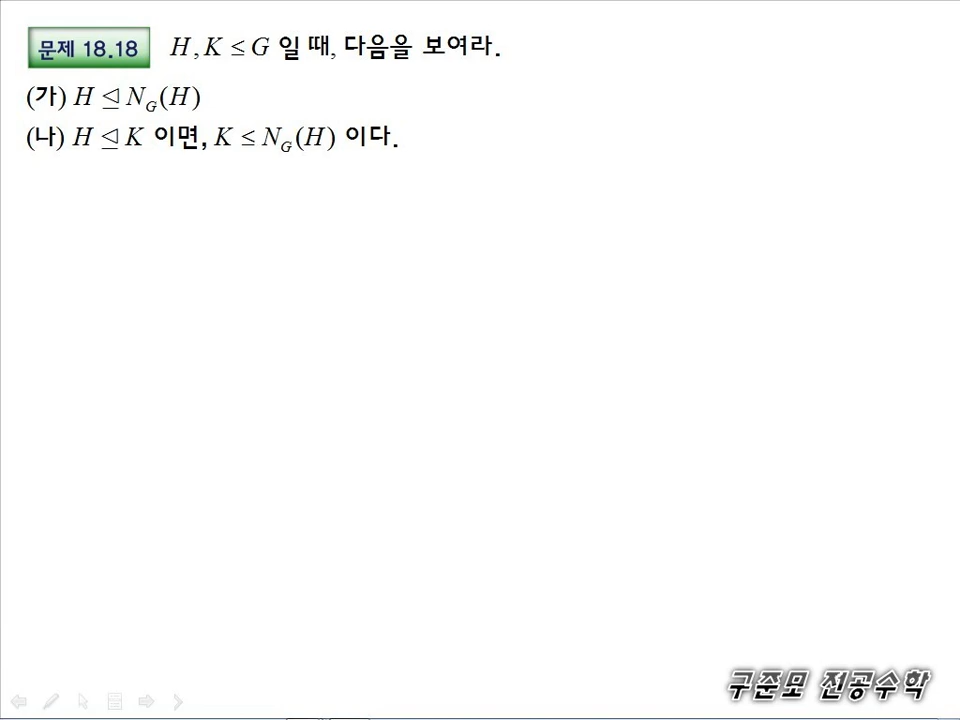 문제 18.18 H, K ≤ G 일 때, 다음을 보여라.
(가) H ⊴ N_G(H)
(나) H ⊴ K 이면, K ≤ N_G(H) 이다.
구준모 전공수학